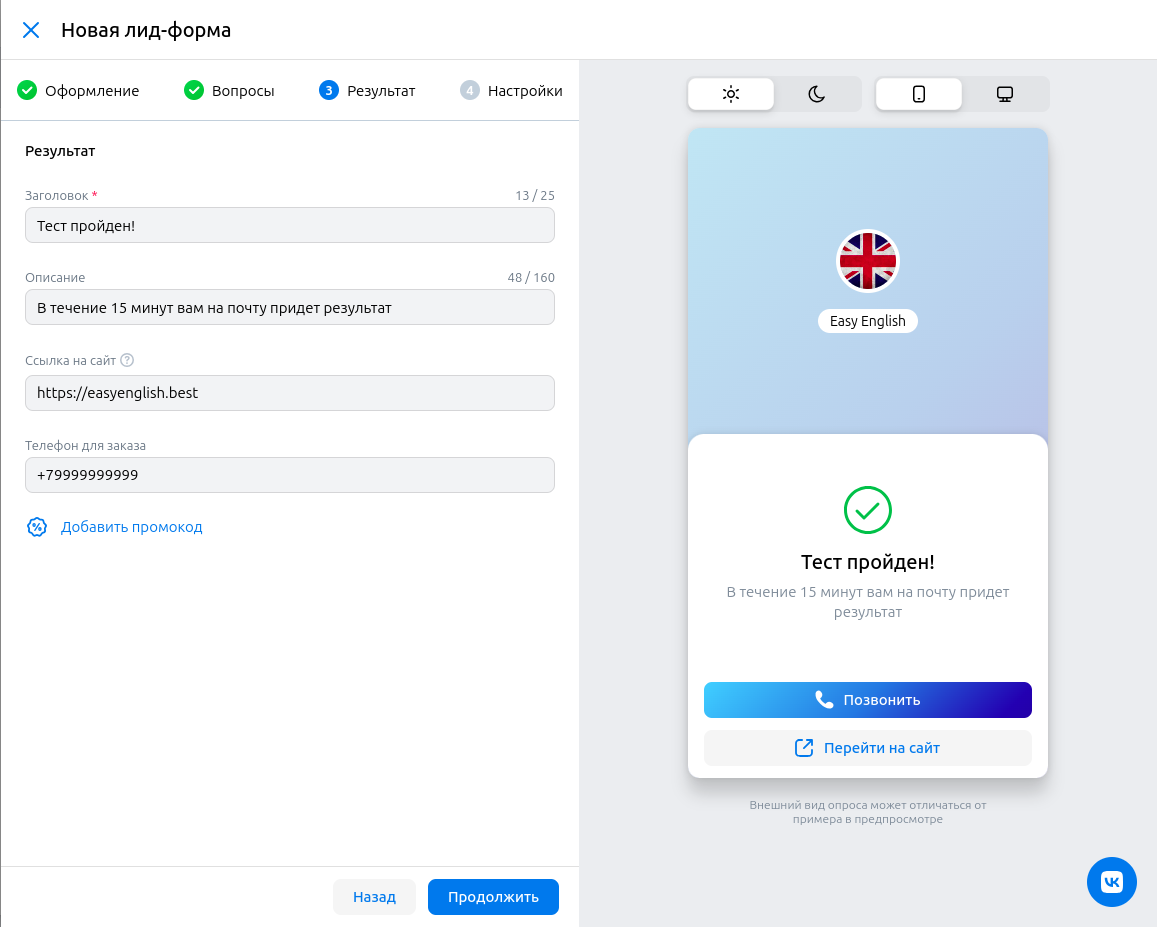 Новая лид-форма
Оформление
Вопросы
3 Результат
4 Настройки
Результат
Заголовок * 13 / 25
Тест пройден!
Описание 48 / 160
В течение 15 минут вам на почту придет результат
Ссылка на сайт ?
https://easyenglish.best
Телефон для заказа
+79999999999
% Добавить промокод
Назад
Продолжить
Easy English
Тест пройден!
В течение 15 минут вам на почту придет
результат
Позвонить
Перейти на сайт
Внешний вид опроса может отличаться от
примера в предпросмотре